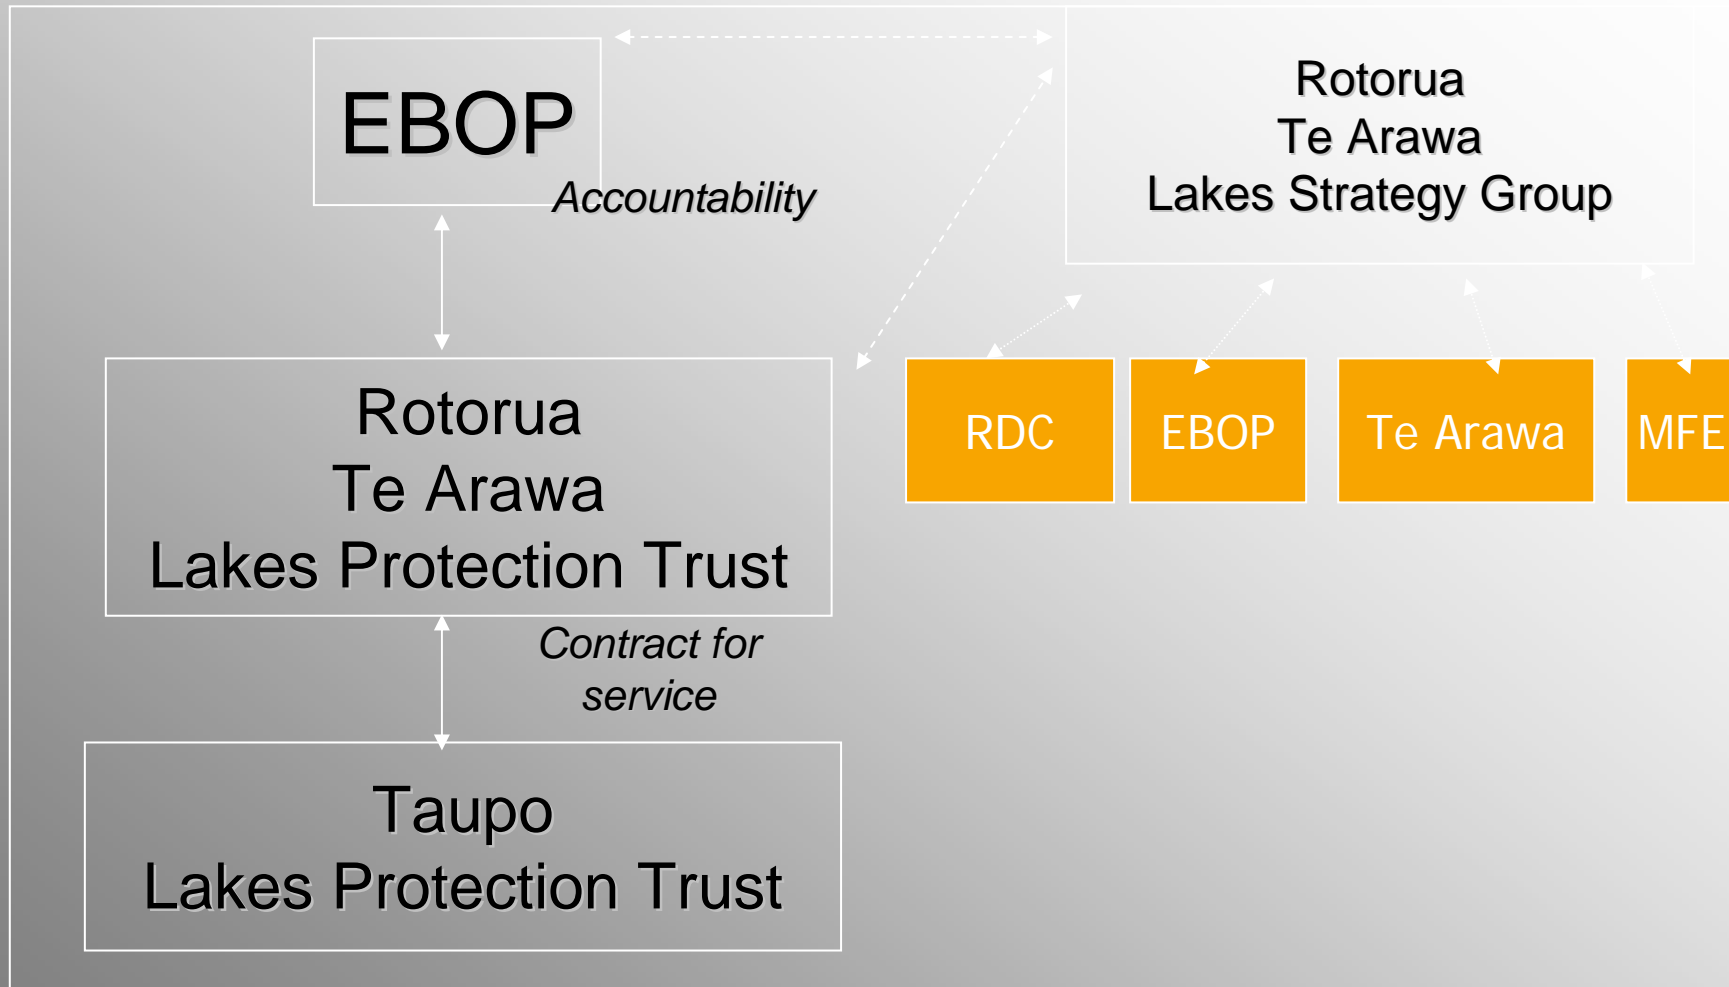 EBOP
Accountability
Rotorua
Te Arawa
Lakes Strategy Group
Rotorua
Te Arawa
Lakes Protection Trust
RDC
EBOP
Te Arawa
MFE
Contract for
service
Taupo
Lakes Protection Trust